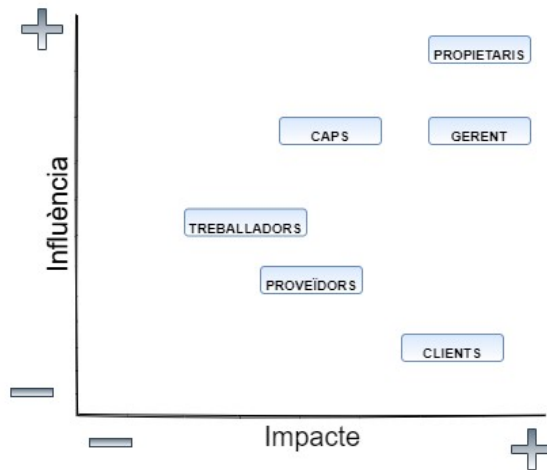 PROPIETARIS
CAPS
GERENT
TREBALLADORS
PROVEÏDORS
CLIENTS
Influència
Impacte